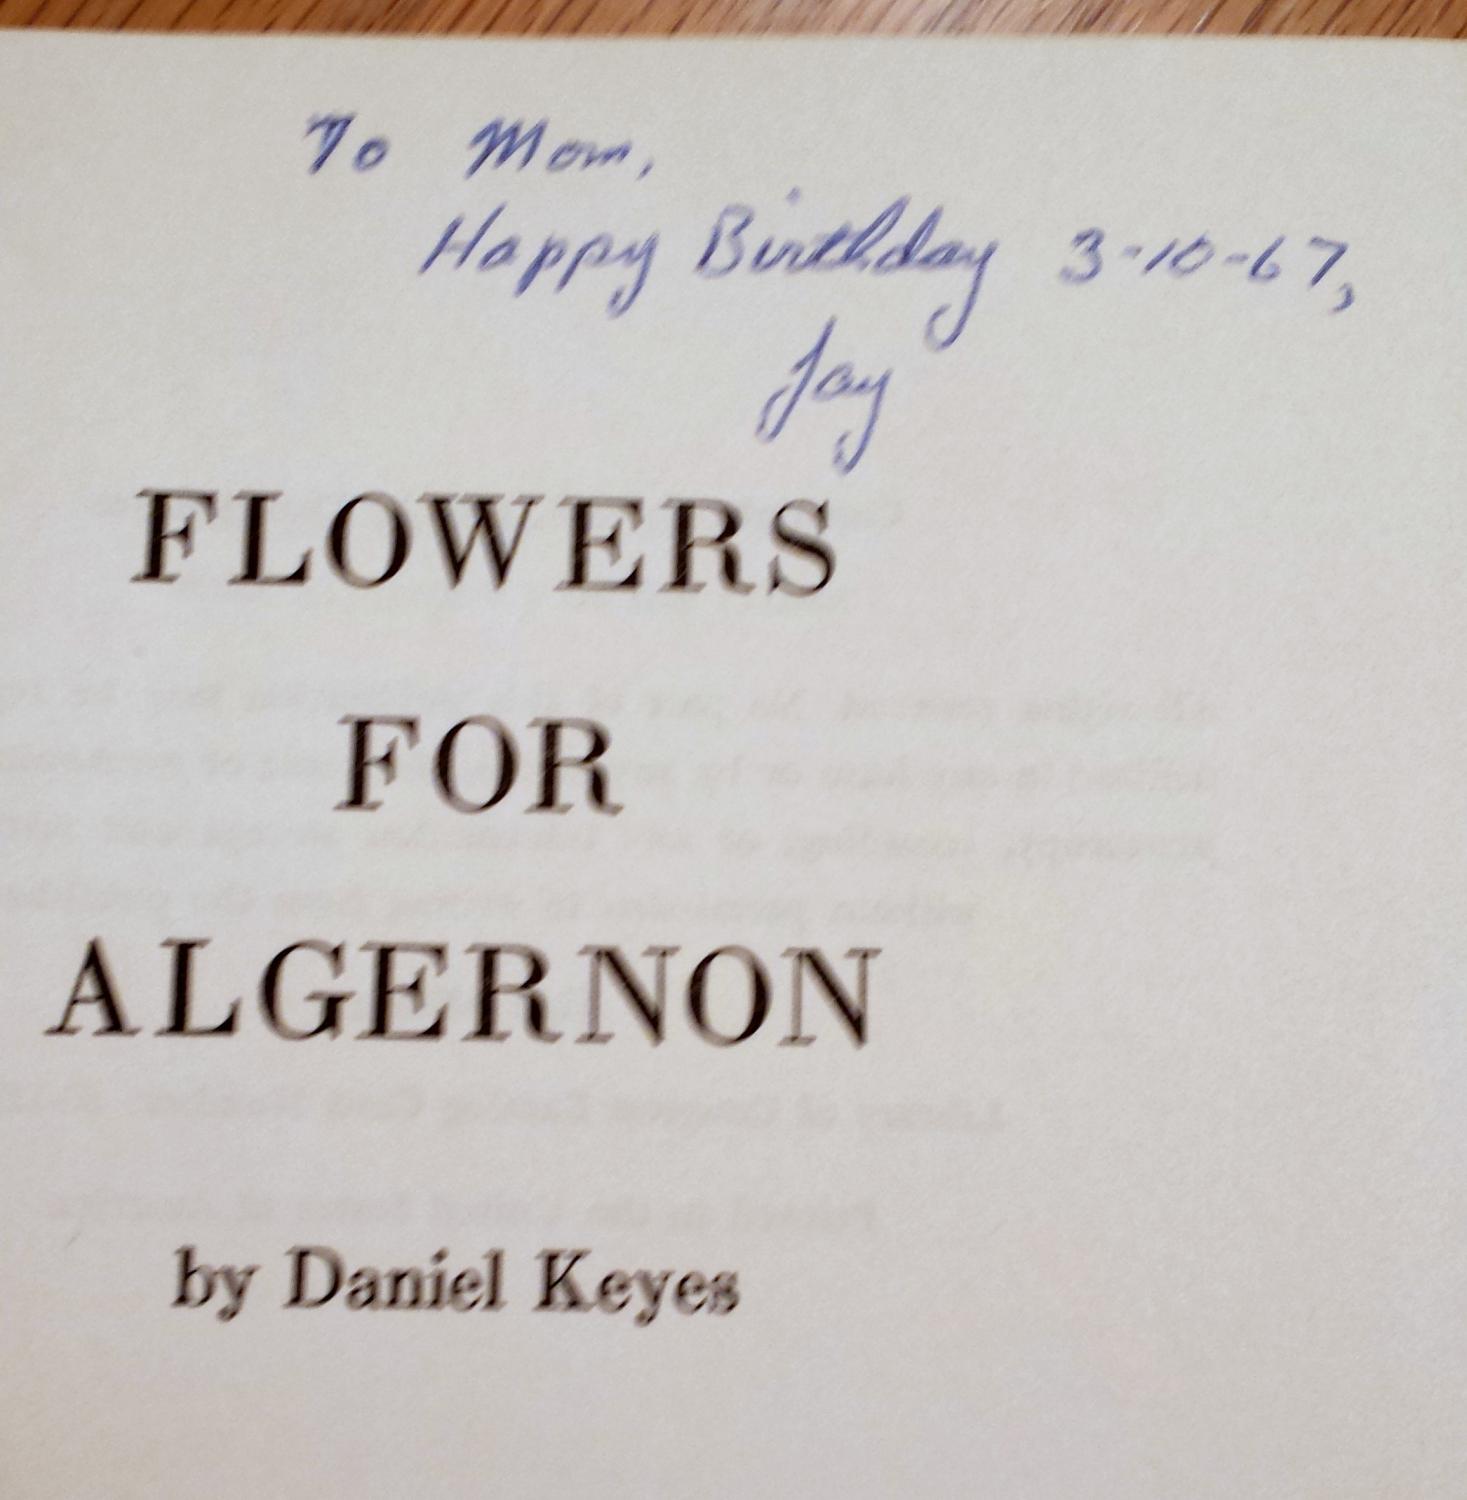 To Mom,
Happy Birthday 3-10-67,
Jay
FLOWERS
FOR
ALGERNON
by Daniel Keyes